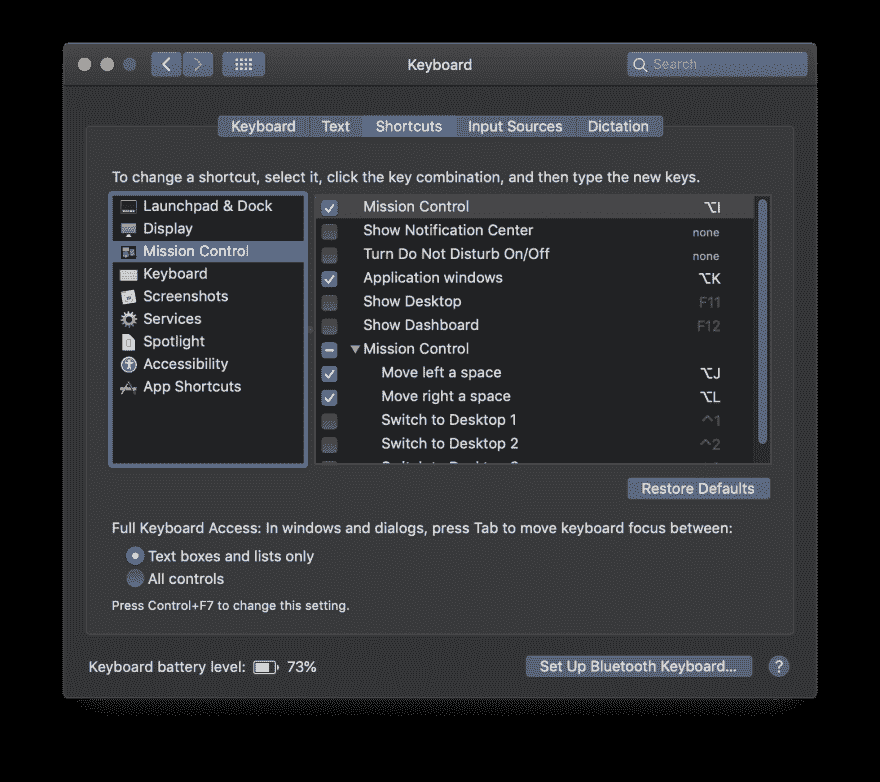 Keyboard
Search
Keyboard Text Shortcuts Input Sources Dictation
To change a shortcut, select it, click the key combination, and then type the new keys.
Launchpad & Dock
Display
Mission Control
Keyboard
Screenshots
Services
Spotlight
Accessibility
App Shortcuts
Mission Control ⌥I
Show Notification Center none
Turn Do Not Disturb On/Off none
Application windows ⌥K
Show Desktop F11
Show Dashboard F12
Mission Control
Move left a space ⌥J
Move right a space ⌥L
Switch to Desktop 1 ^1
Switch to Desktop 2 ^2
Restore Defaults
Full Keyboard Access: In windows and dialogs, press Tab to move keyboard focus between:
Text boxes and lists only
All controls
Press Control+F7 to change this setting.
Keyboard battery level: 73%
Set Up Bluetooth Keyboard...
?